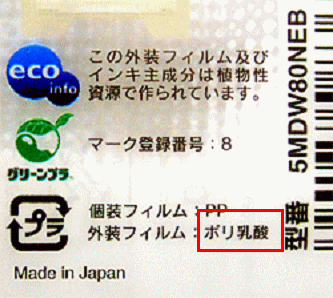 eco
info
この外装フィルム及び
インキ主成分は植物性
資源で作られています。
グリーンプラ
マーク登録番号：8
プラ
個装フィルム：PP
外装フィルム：ポリ乳酸
Made in Japan
型番 5MDW80NEB